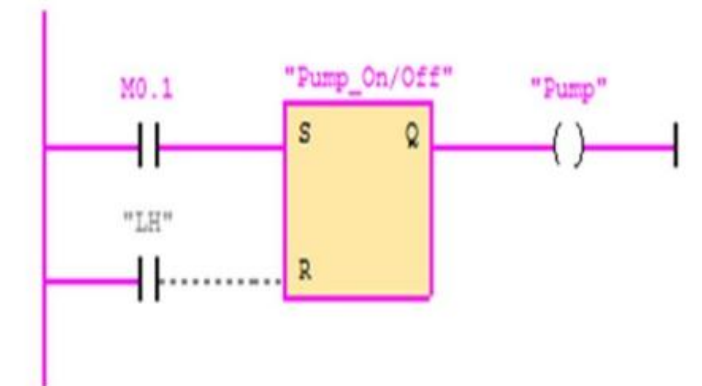 M0.1
"Pump_On/Off"
"Pump"
S
Q
"LH"
R